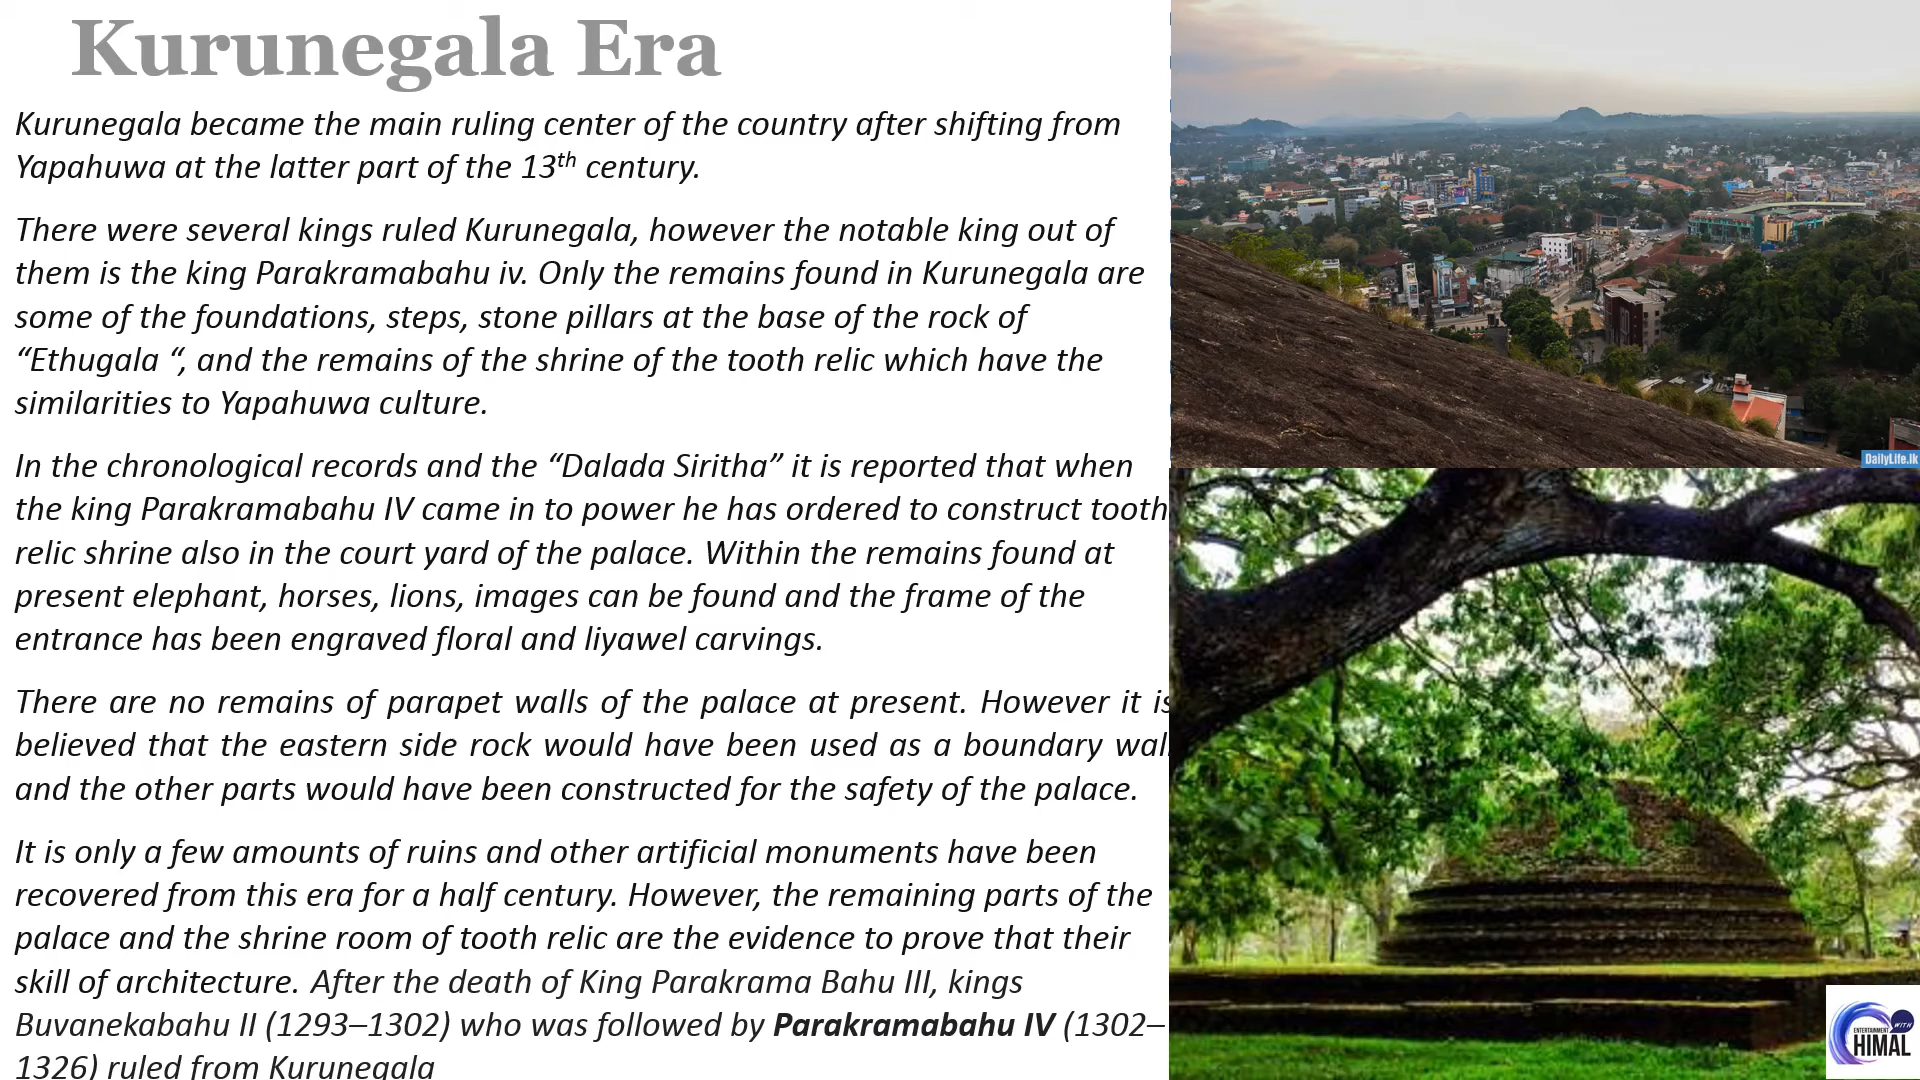 Kurunegala Era
Kurunegala became the main ruling center of the country after shifting from
Yapahuwa at the latter part of the 13th century.
There were several kings ruled Kurunegala, however the notable king out of
them is the king Parakramabahu iv. Only the remains found in Kurunegala are
some of the foundations, steps, stone pillars at the base of the rock of
“Ethugala “, and the remains of the shrine of the tooth relic which have the
similarities to Yapahuwa culture.
In the chronological records and the “Dalada Siritha” it is reported that when
the king Parakramabahu IV came in to power he has ordered to construct tooth
relic shrine also in the court yard of the palace. Within the remains found at
present elephant, horses, lions, images can be found and the frame of the
entrance has been engraved floral and liyawel carvings.
There are no remains of parapet walls of the palace at present. However it is
believed that the eastern side rock would have been used as a boundary wal
and the other parts would have been constructed for the safety of the palace.
It is only a few amounts of ruins and other artificial monuments have been
recovered from this era for a half century. However, the remaining parts of the
palace and the shrine room of tooth relic are the evidence to prove that their
skill of architecture. After the death of King Parakrama Bahu III, kings
Buvanekabahu II (1293–1302) who was followed by Parakramabahu IV (1302–
1326) ruled from Kurunegala
DailyLife.lk
ENTERTAINMENT WITH
HIMAL